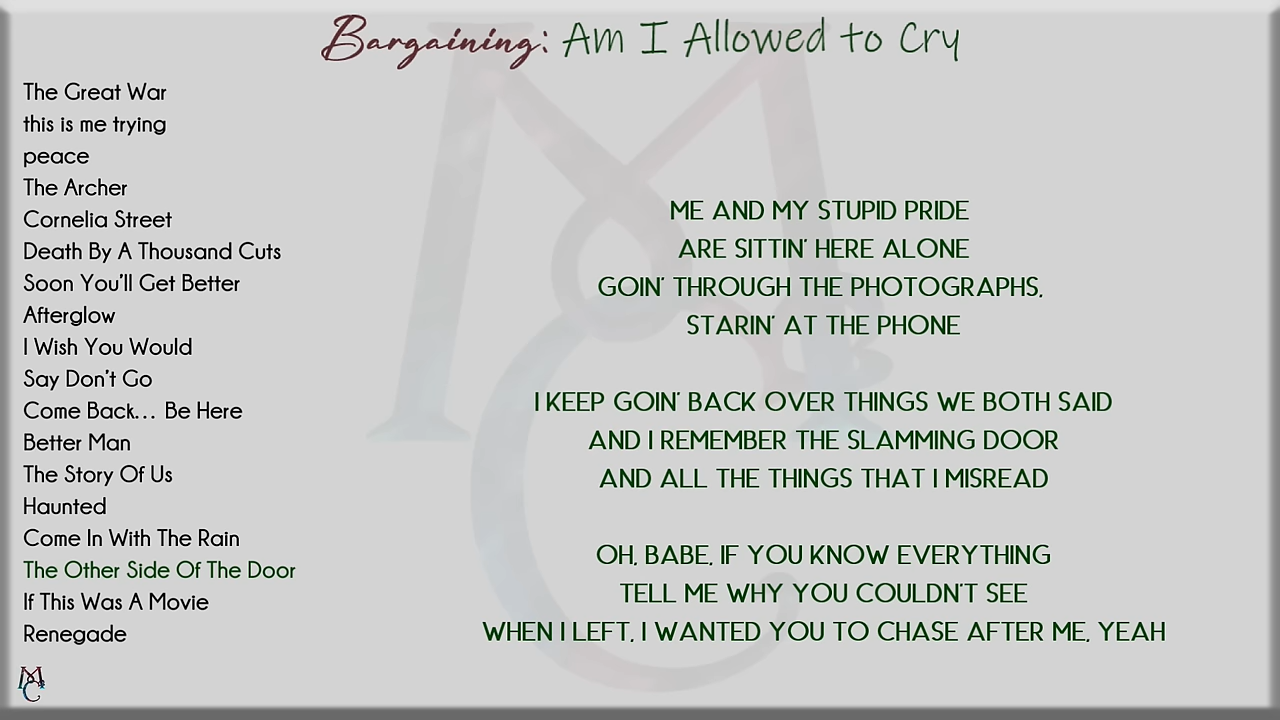 Bargaining: Am I Allowed to Cry
The Great War
this is me trying
peace
The Archer
Cornelia Street
Death By A Thousand Cuts
Soon You'll Get Better
Afterglow
I Wish You Would
Say Don't Go
Come Back... Be Here
Better Man
The Story Of Us
Haunted
Come In With The Rain
The Other Side Of The Door
If This Was A Movie
Renegade
ME AND MY STUPID PRIDE
ARE SITTIN' HERE ALONE
GOIN' THROUGH THE PHOTOGRAPHS,
STARIN' AT THE PHONE
I KEEP GOIN' BACK OVER THINGS WE BOTH SAID
AND I REMEMBER THE SLAMMING DOOR
AND ALL THE THINGS THAT I MISREAD
OH, BABE, IF YOU KNOW EVERYTHING
TELL ME WHY YOU COULDN'T SEE
WHEN I LEFT, I WANTED YOU TO CHASE AFTER ME, YEAH